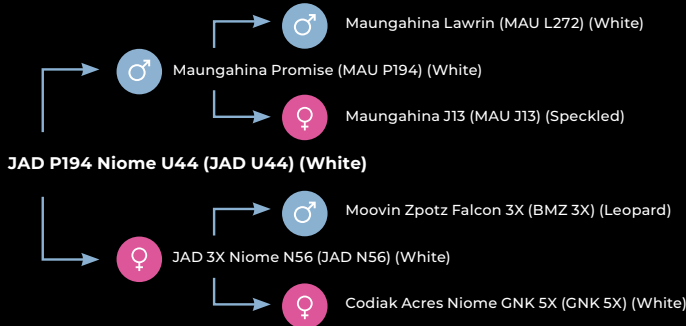 Maungahina Lawrin (MAU L272) (White)
Maungahina Promise (MAU P194) (White)
Maungahina J13 (MAU J13) (Speckled)
JAD P194 Niome U44 (JAD U44) (White)
Moovin Zpotz Falcon 3X (BMZ 3X) (Leopard)
JAD 3X Niome N56 (JAD N56) (White)
Codiak Acres Niome GNK 5X (GNK 5X) (White)